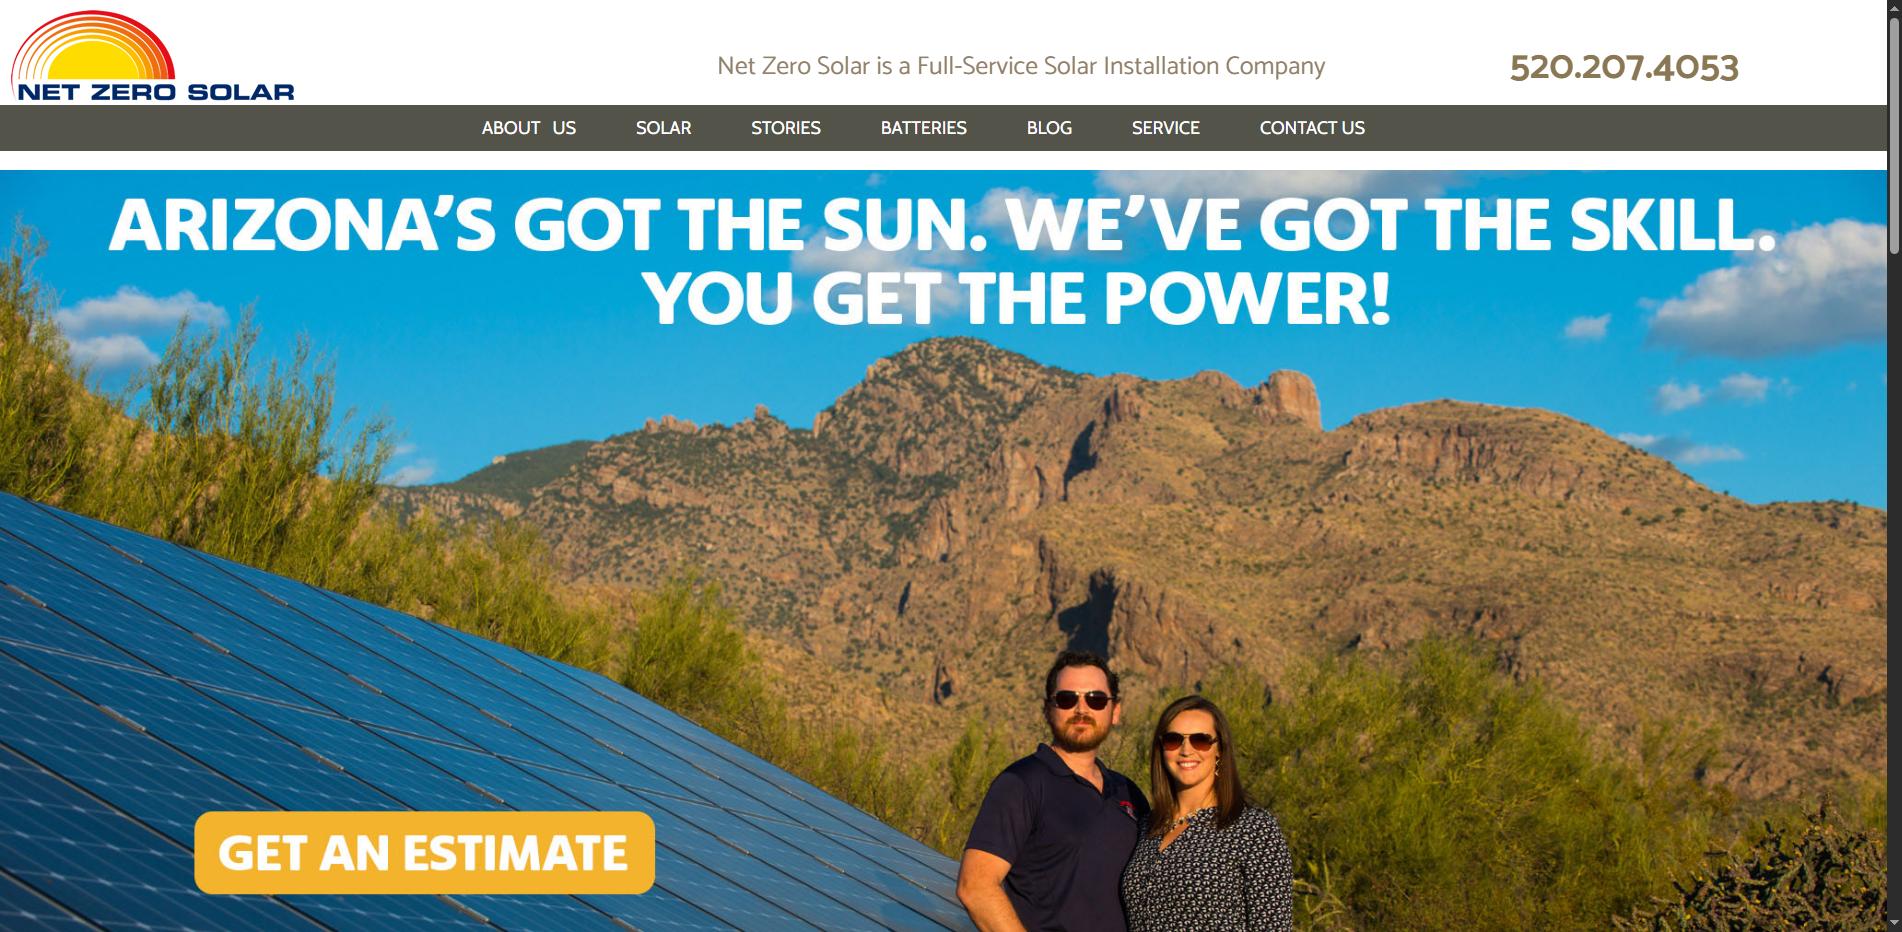 NET ZERO SOLAR
Net Zero Solar is a Full-Service Solar Installation Company
520.207.4053
ABOUT US
SOLAR
STORIES
BATTERIES
BLOG
SERVICE
CONTACT US
ARIZONA’S GOT THE SUN. WE’VE GOT THE SKILL.
YOU GET THE POWER!
GET AN ESTIMATE